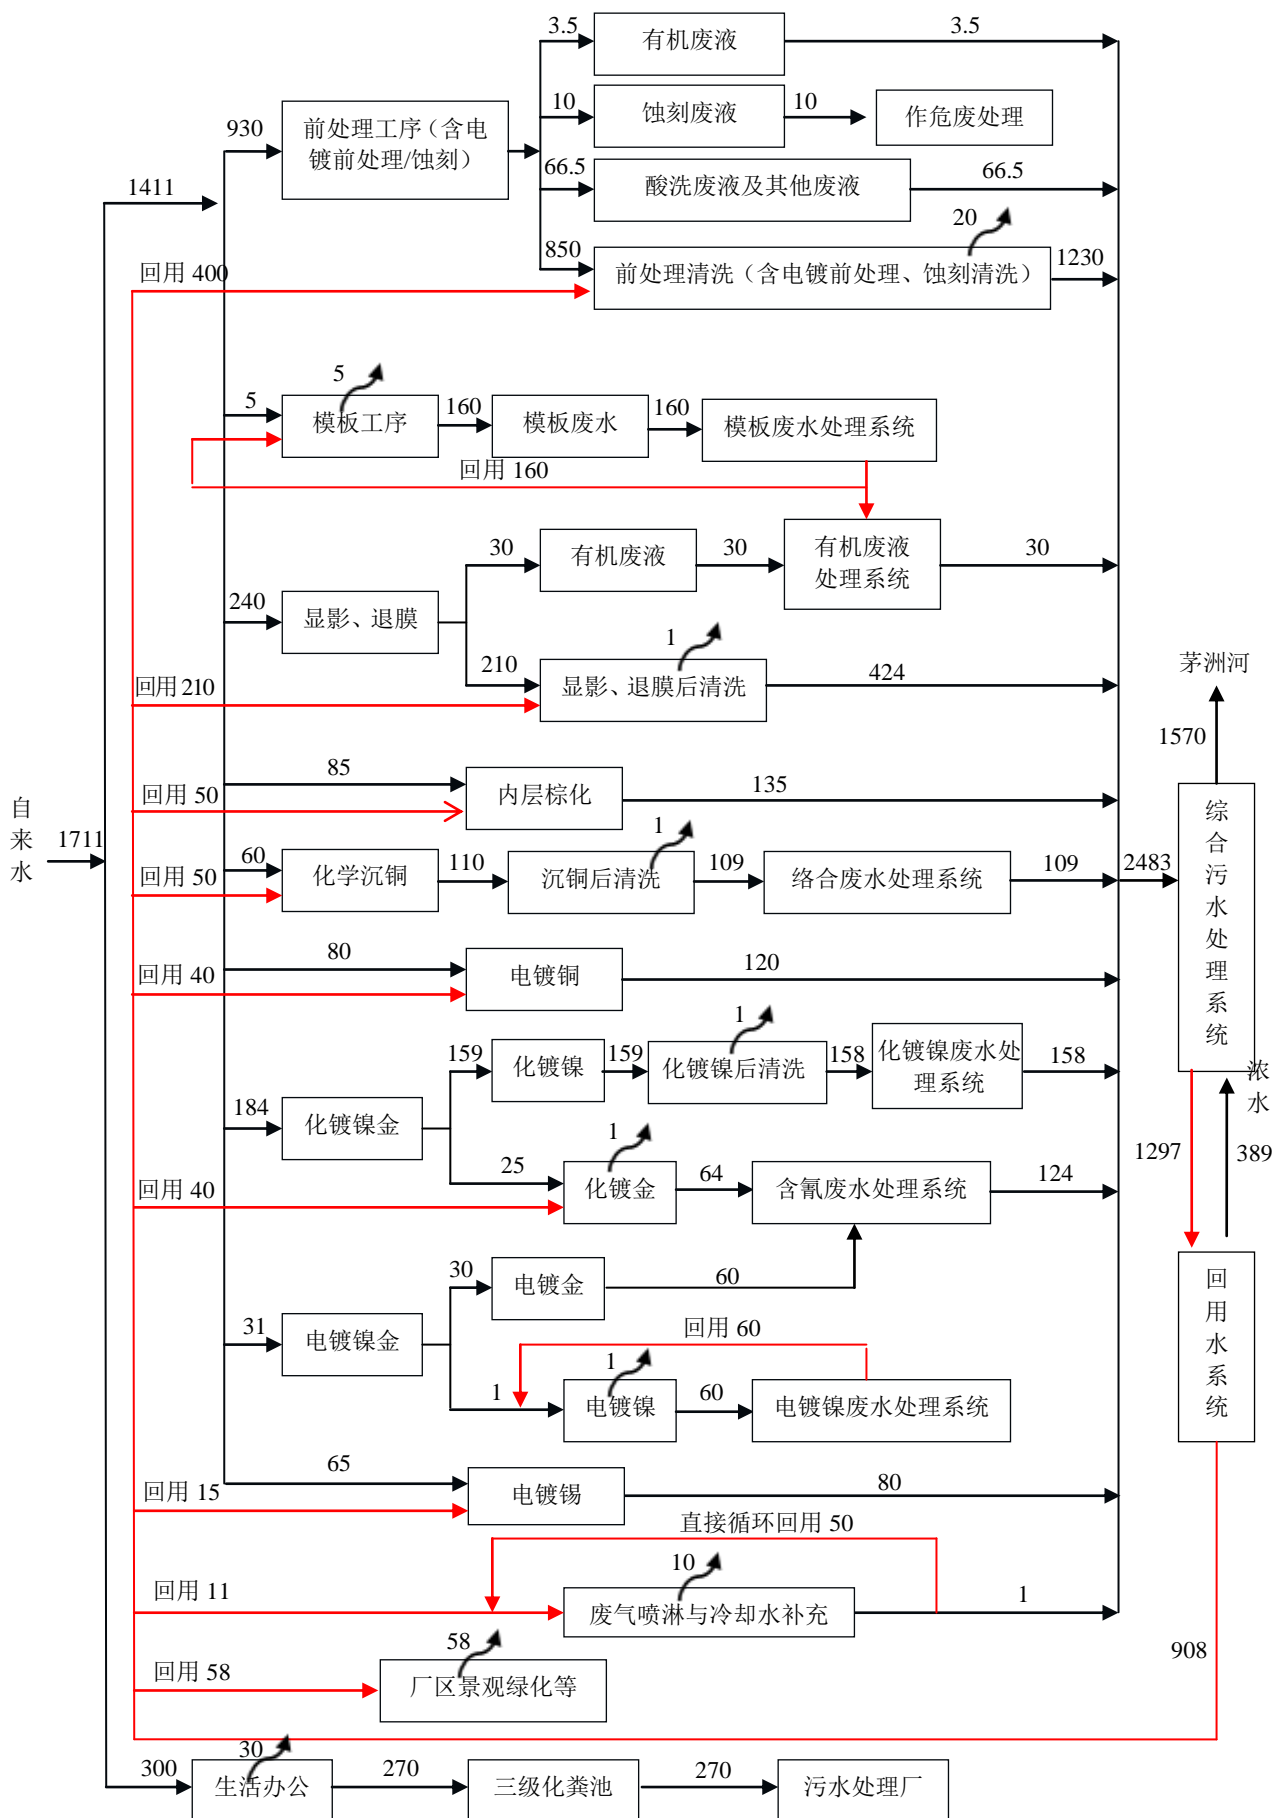 3.5
有机废液
3.5
930
前处理工序（含电
镀前处理/蚀刻）
10
蚀刻废液
10
作危废处理
1411
66.5
酸洗废液及其他废液
66.5
20
回用 400
850
前处理清洗（含电镀前处理、蚀刻清洗）
1230
5
5
模板工序
160
模板废水
160
模板废水处理系统
回用 160
30
有机废液
30
有机废液
处理系统
30
240
显影、退膜
1
210
显影、退膜后清洗
424
回用 210
茅洲河
1570
85
内层棕化
135
回用 50
自
来
水
1711
1
60
化学沉铜
110
沉铜后清洗
109
络合废水处理系统
109
2483
回用 50
综
合
污
水
处
理
系
统
80
电镀铜
120
回用 40
1
159
化镀镍
159
化镀镍后清洗
158
化镀镍废水处
理系统
158
浓
水
184
化镀镍金
1
25
化镀金
64
含氰废水处理系统
124
1297
389
回用 40
30
电镀金
60
回
用
水
系
统
31
电镀镍金
回用 60
1
1
电镀镍
60
电镀镍废水处理系统
65
电镀锡
80
回用 15
直接循环回用 50
10
回用 11
废气喷淋与冷却水补充
1
58
回用 58
厂区景观绿化等
908
30
300
生活办公
270
三级化粪池
270
污水处理厂